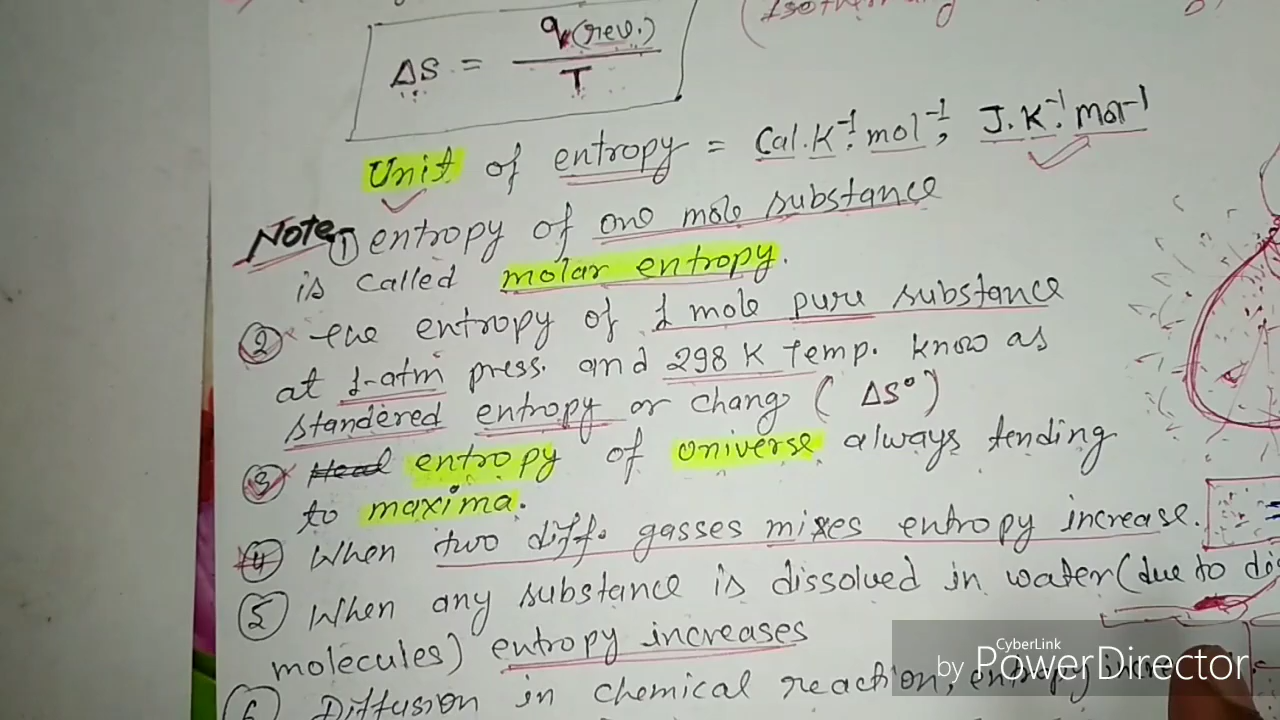 q(rev.)
ΔS = 
T
Unit of entropy = Cal.K⁻¹. mol⁻¹, J.K⁻¹. mol⁻¹
Note ① entropy of one mole substance
is called molar entropy.
② the entropy of 1 mole pure substance
at 1-atm press. and 298 K Temp. know as
standered entropy or chang (ΔS°)
③ entropy of universe always tending
to maxima.
④ When two diff. gasses mixes entropy increase.
⑤ When any substance is dissolved in water (due to
molecules) entropy increases
⑥ Diffusion in chemical reaction, entropy
CyberLink
by PowerDirector